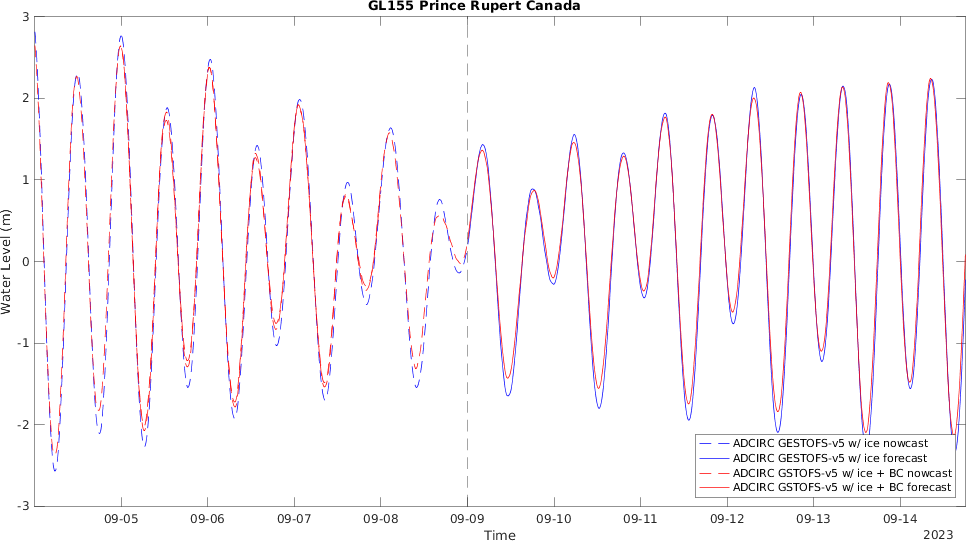 GL155 Prince Rupert Canada
3
2
1
0
-1
-2
-3
Water Level (m)
ADCIRC GESTOFS-v5 w/ ice nowcast
ADCIRC GESTOFS-v5 w/ ice forecast
ADCIRC GSTOFS-v5 w/ ice + BC nowcast
ADCIRC GSTOFS-v5 w/ ice + BC forecast
09-05 09-06 09-07 09-08 09-09 09-10 09-11 09-12 09-13 09-14
Time
2023